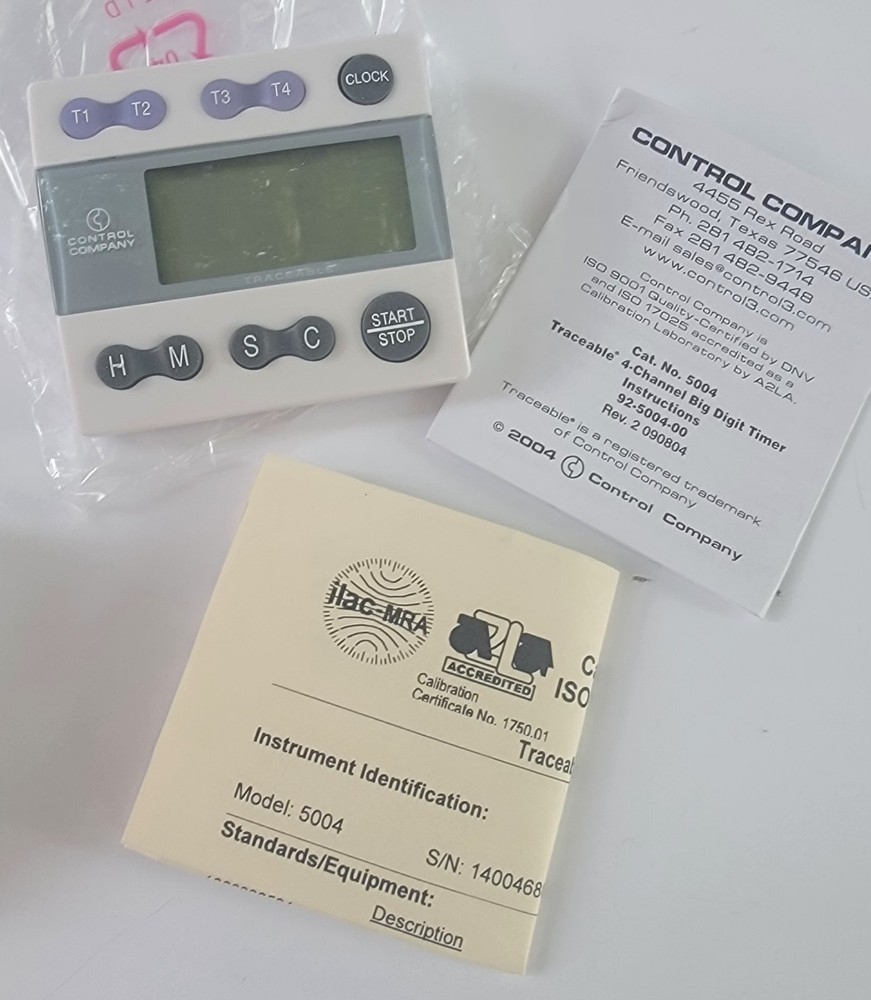 T1 T2 T3 T4 CLOCK
CONTROL
COMPANY
TRACEABLE
H M S C START
STOP
CONTROL COMPA
4455 Rex Road
Friendswood, Texas 77546 US
Ph. 281 482-1714
Fax 281 482-9448
E-mail sales@control3.com
www.control3.com
Control Company is
ISO 9001 Quality-Certified by DNV
and ISO 17025 accredited as a
Calibration Laboratory by A2LA.
Cat. No. 5004
Traceable® 4-Channel Big Digit Timer
Instructions
92-5004-00
Rev. 2 090804
Traceable® is a registered trademark
of Control Company
© 2004 Control Company
ilac-MRA
A2LA
ACCREDITED
Calibration
Certificate No. 1750.01
C
ISO
Traceab
Instrument Identification:
Model: 5004
S/N: 1400468
Standards/Equipment:
Description